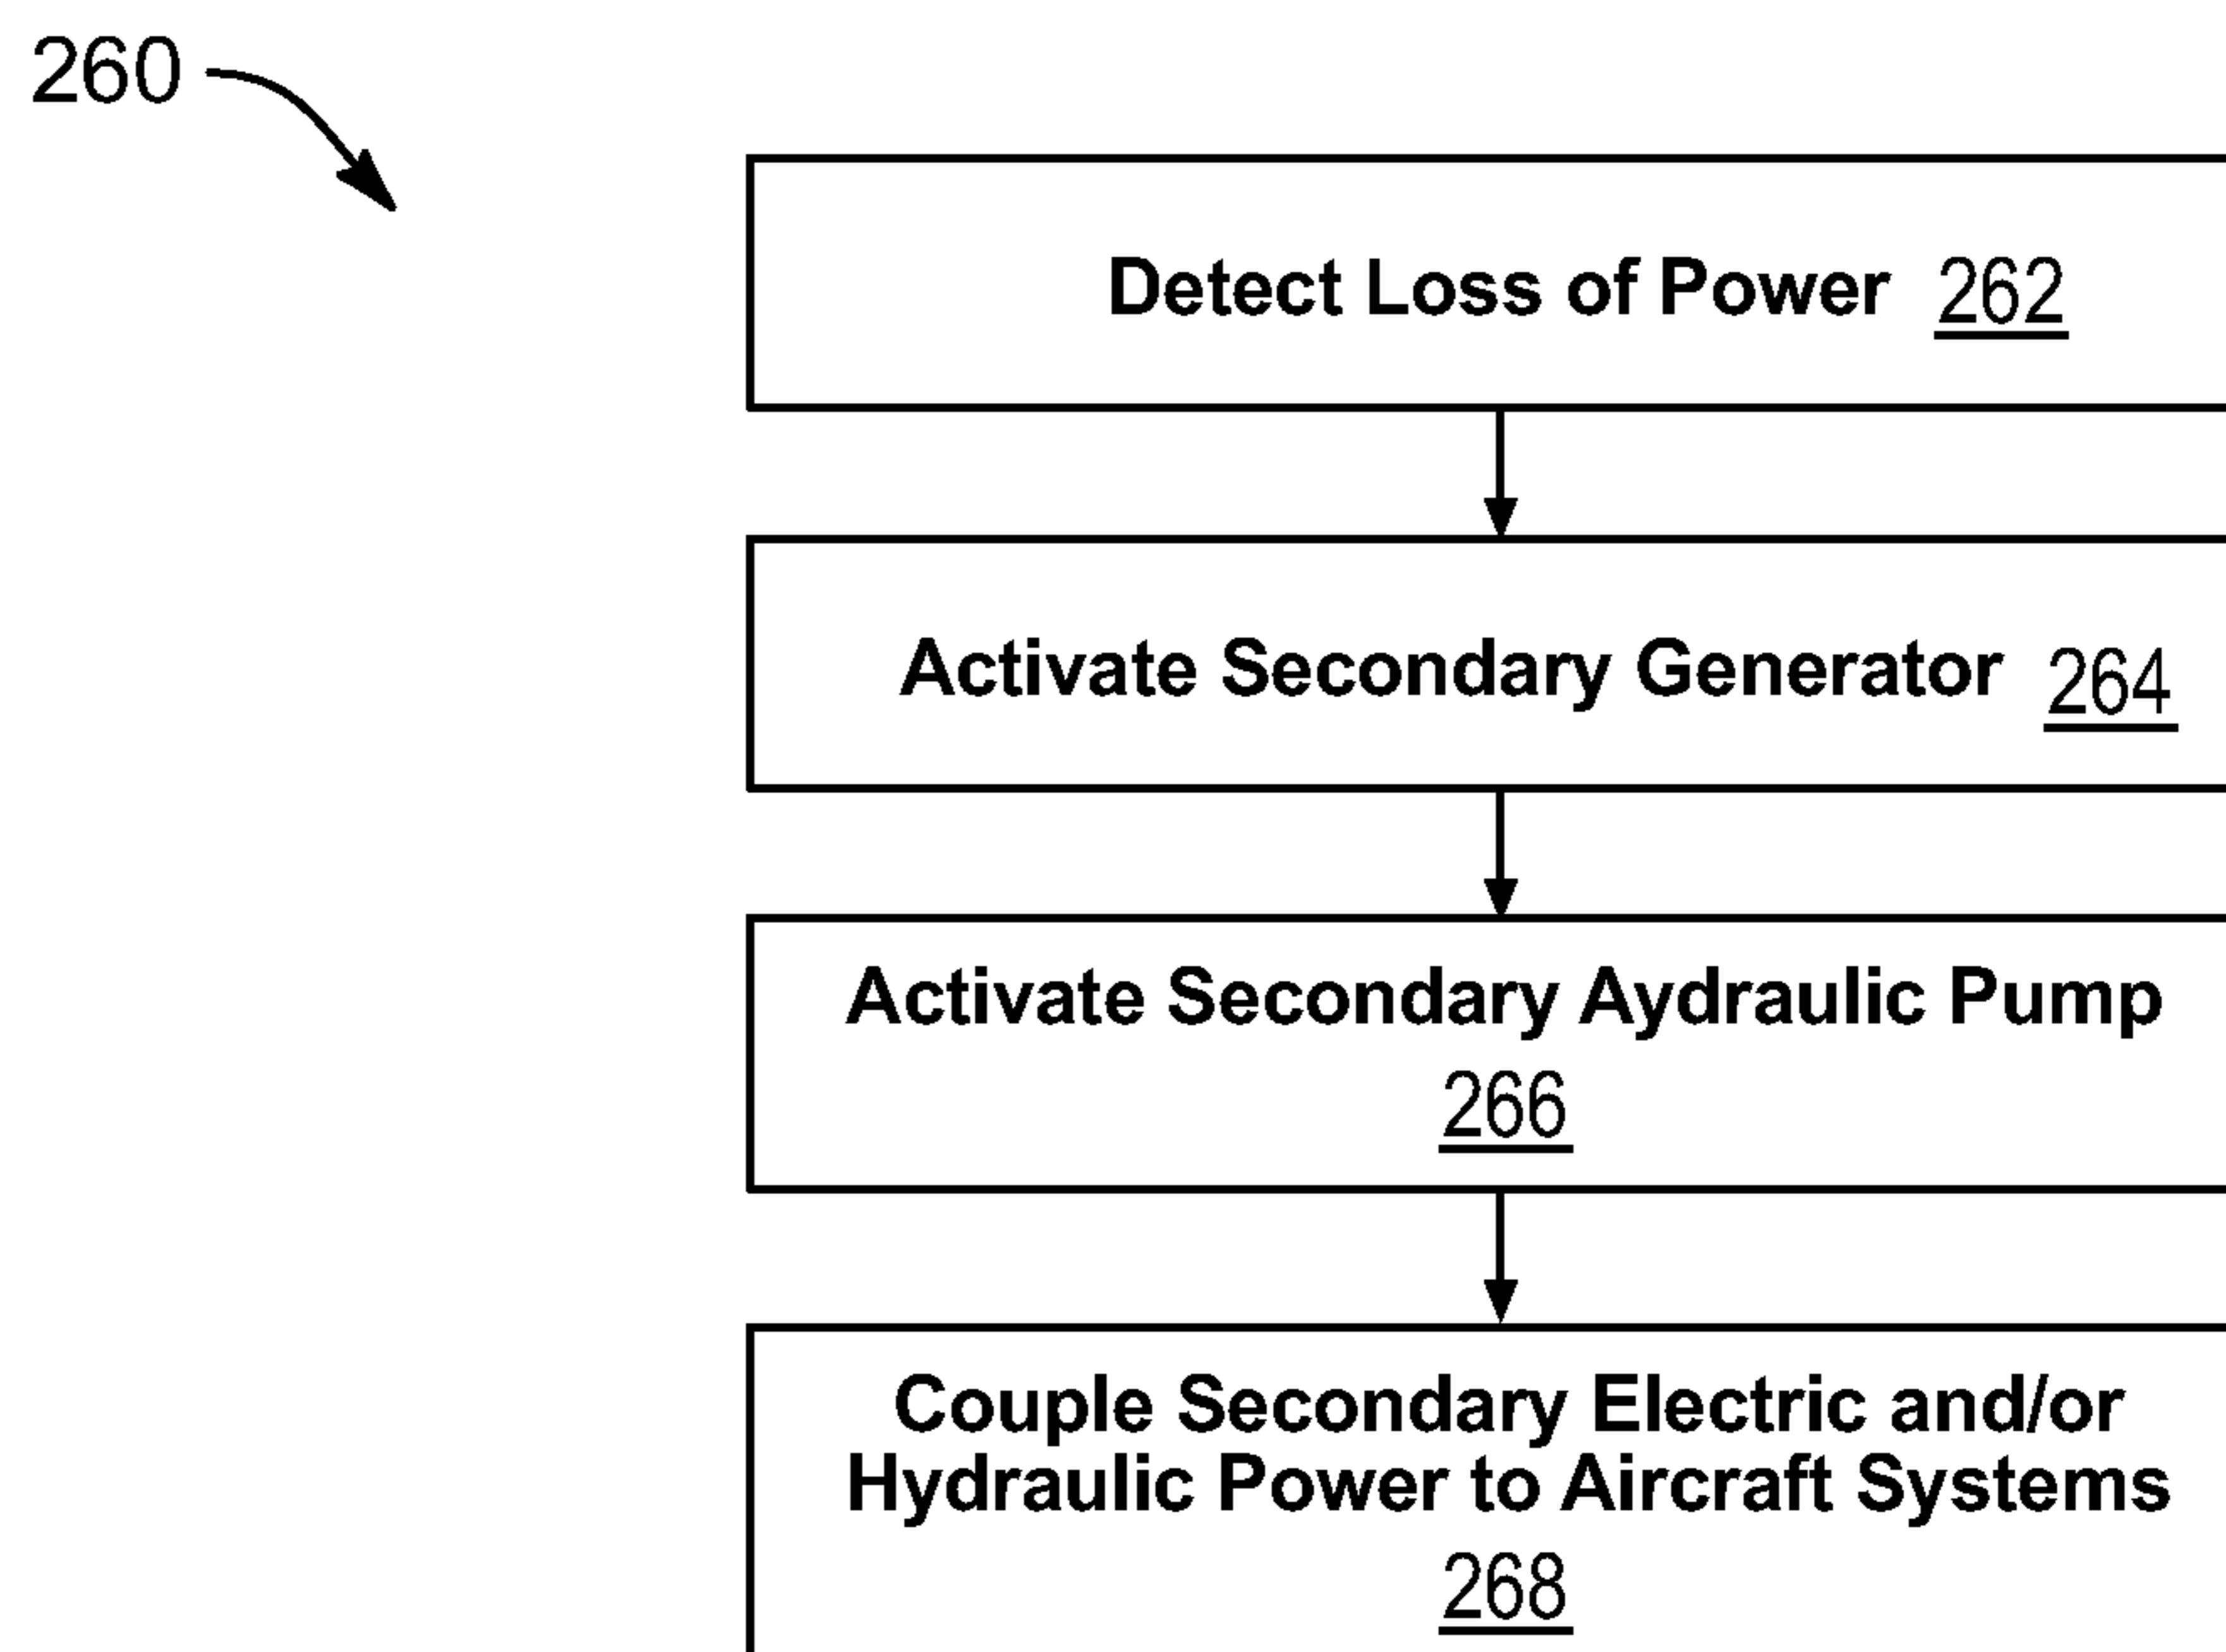 260
Detect Loss of Power 262
Activate Secondary Generator 264
Activate Secondary Aydraulic Pump
266
Couple Secondary Electric and/or
Hydraulic Power to Aircraft Systems
268